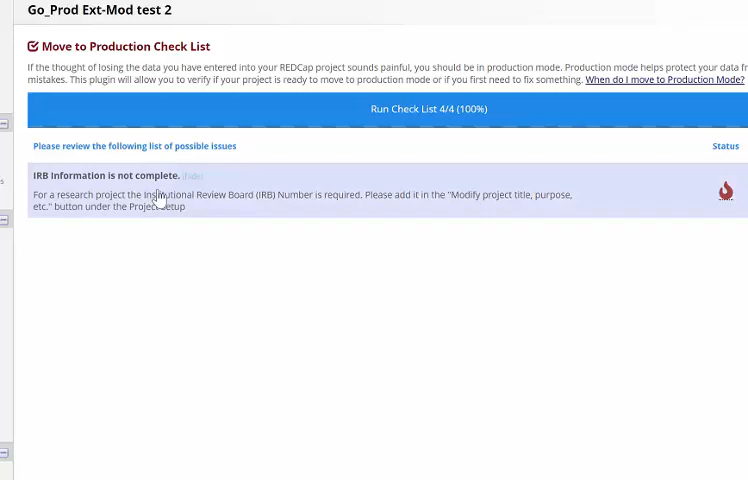 Go_Prod Ext-Mod test 2
Move to Production Check List
If the thought of losing the data you have entered into your REDCap project sounds painful, you should be in production mode. Production mode helps protect your data
mistakes. This plugin will allow you to verify if your project is ready to move to production mode or if you first need to fix something. When do I move to Production Mode?
Run Check List 4/4 (100%)
Please review the following list of possible issues Status
IRB Information is not complete. [hide]
For a research project the Institutional Review Board (IRB) Number is required. Please add it in the "Modify project title, purpose,
etc." button under the Project Setup